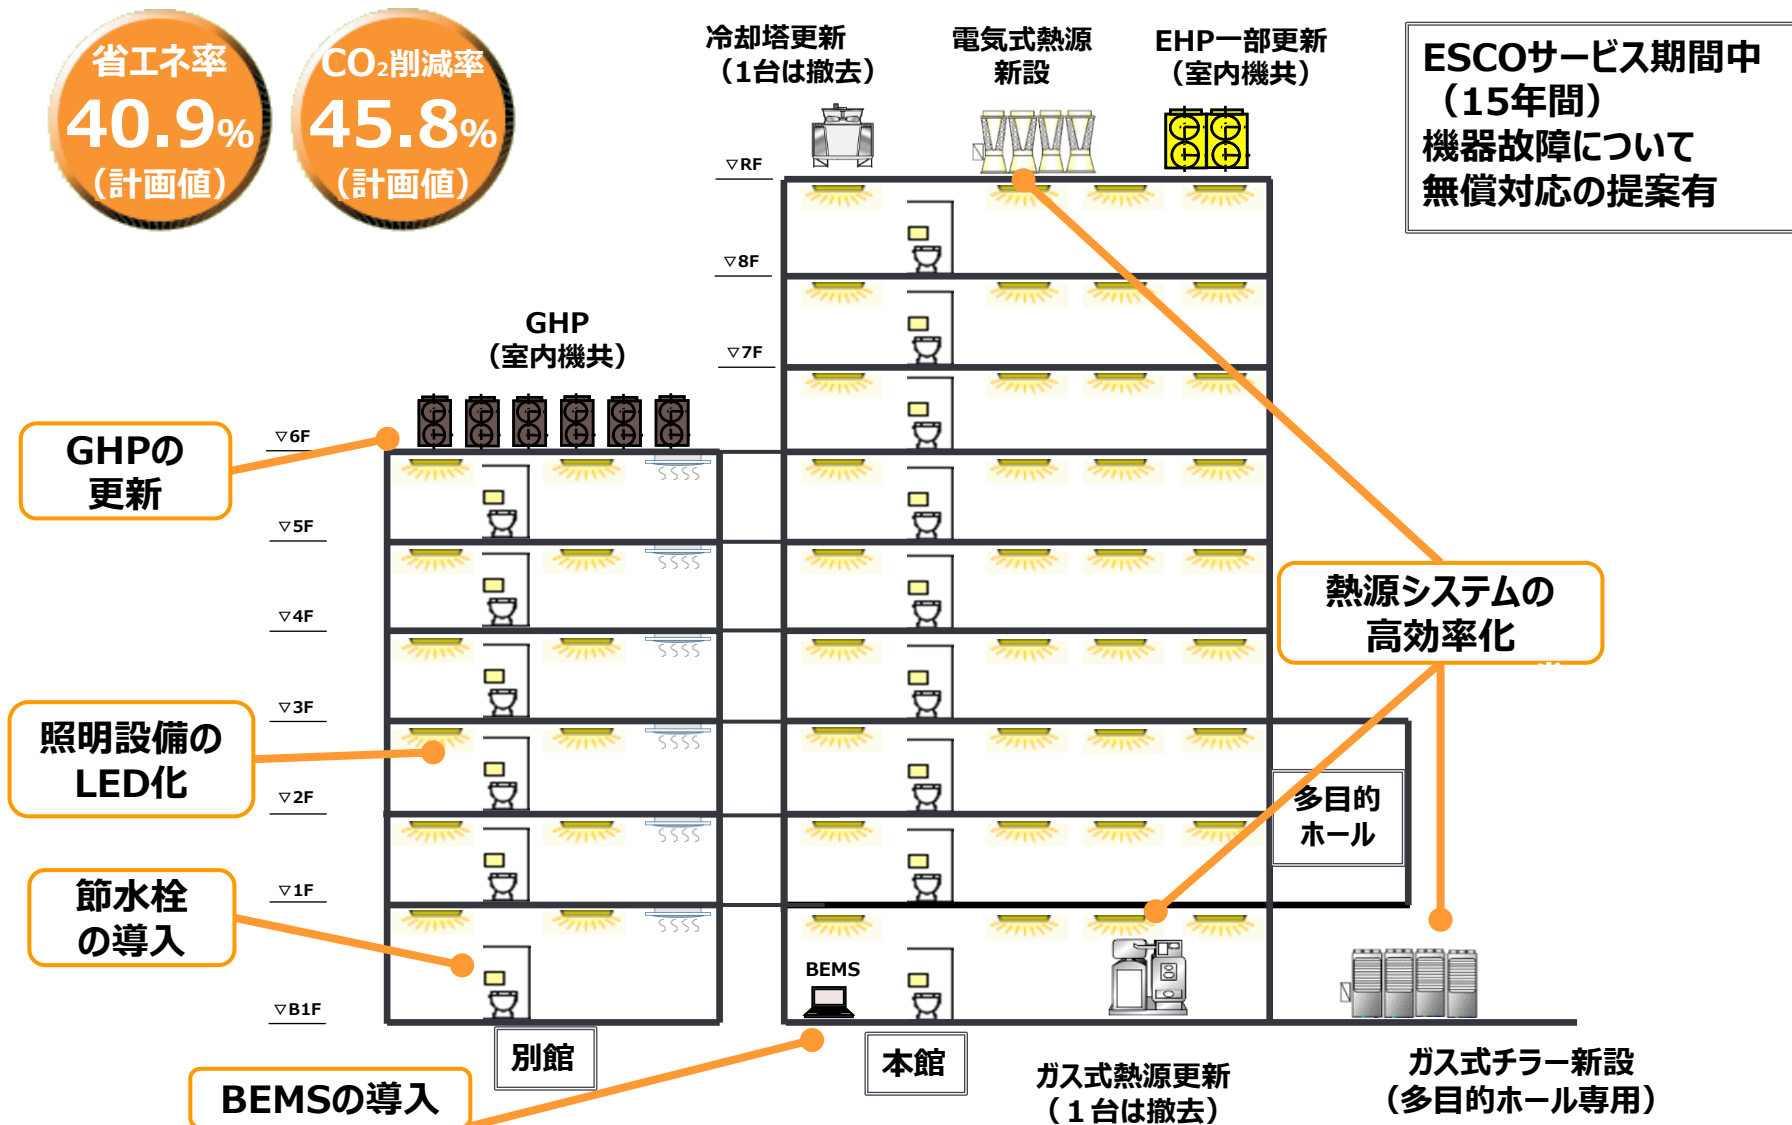 省エネ率
40.9%
(計画値)
CO₂削減率
45.8%
(計画値)
冷却塔更新
（1台は撤去）
電気式熱源
新設
EHP一部更新
（室内機共）
ESCOサービス期間中
（15年間）
機器故障について
無償対応の提案有
▽RF
▽8F
▽7F
GHP
（室内機共）
▽6F
GHPの
更新
▽5F
▽4F
熱源システムの
高効率化
▽3F
照明設備の
LED化
▽2F
多目的
ホール
▽1F
節水栓
の導入
BEMS
▽B1F
別館
本館
BEMSの導入
ガス式熱源更新
（１台は撤去）
ガス式チラー新設
（多目的ホール専用）